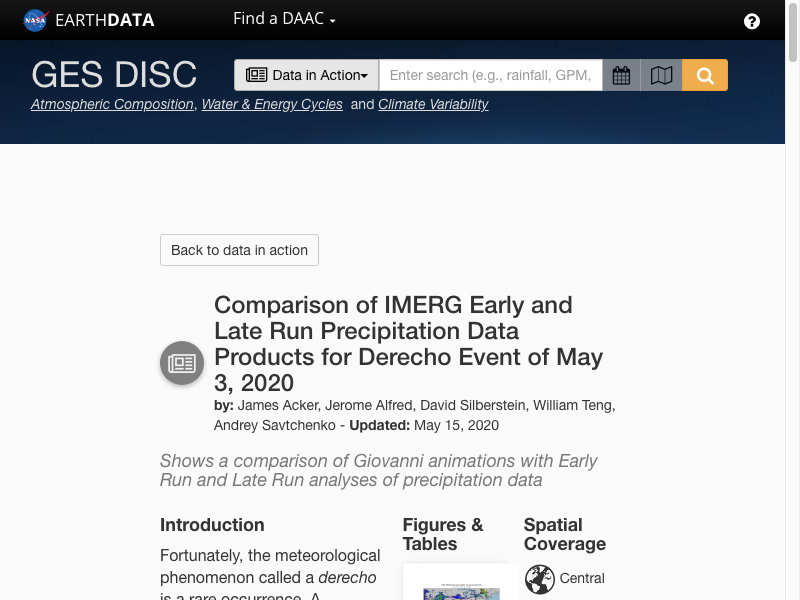 NASA EARTHDATA Find a DAAC
GES DISC
Data in Action Enter search (e.g., rainfall, GPM,
Atmospheric Composition, Water & Energy Cycles and Climate Variability
Back to data in action
Comparison of IMERG Early and
Late Run Precipitation Data
Products for Derecho Event of May
3, 2020
by: James Acker, Jerome Alfred, David Silberstein, William Teng,
Andrey Savtchenko - Updated: May 15, 2020
Shows a comparison of Giovanni animations with Early
Run and Late Run analyses of precipitation data
Introduction
Fortunately, the meteorological
phenomenon called a derecho
is a rare occurrence. A
Figures &
Tables
Spatial
Coverage
Central